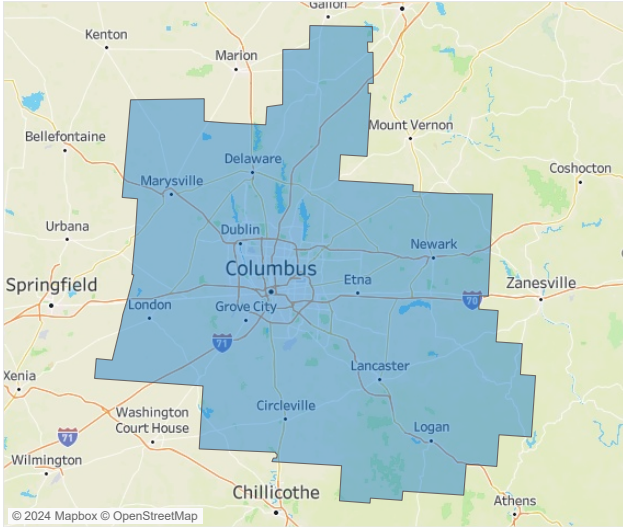 Galion
Kenton
Marion
Mount Vernon
Bellefontaine
Delaware
Coshocton
Marysville
Urbana
Dublin
Newark
Columbus
Springfield
Etna
Zanesville
70
London
Grove City
71
Xenia
Lancaster
Washington
Court House
Circleville
Logan
71
Wilmington
Chillicothe
Athens
© 2024 Mapbox © OpenStreetMap